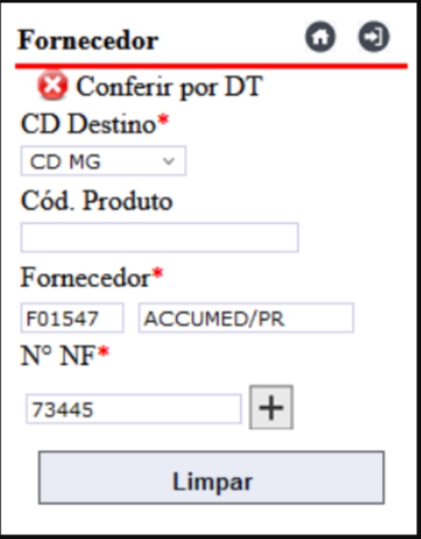 Fornecedor
Conferir por DT
CD Destino*
CD MG
Cód. Produto
Fornecedor*
F01547 ACCUMED/PR
N° NF*
73445 +
Limpar